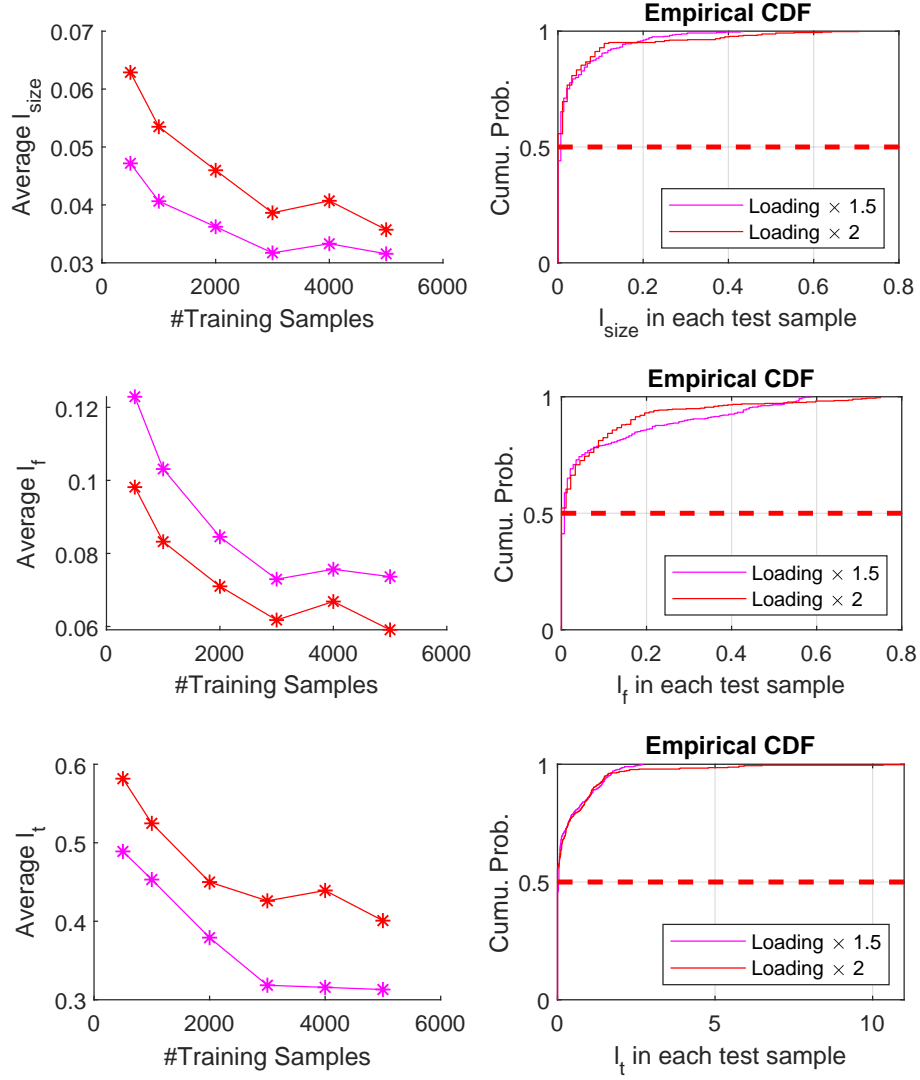 0.07
0.06
0.05
0.04
0.03
Average I_size
0 2000 4000 6000
#Training Samples
Empirical CDF
1
0.5
0
Cumu. Prob.
Loading × 1.5
Loading × 2
0 0.2 0.4 0.6 0.8
I_size in each test sample
0.12
0.1
0.08
0.06
Average I_f
0 2000 4000 6000
#Training Samples
Empirical CDF
1
0.5
0
Cumu. Prob.
Loading × 1.5
Loading × 2
0 0.2 0.4 0.6 0.8
I_f in each test sample
0.6
0.5
0.4
0.3
Average I_t
0 2000 4000 6000
#Training Samples
Empirical CDF
1
0.5
0
Cumu. Prob.
Loading × 1.5
Loading × 2
0 5 10
I_t in each test sample